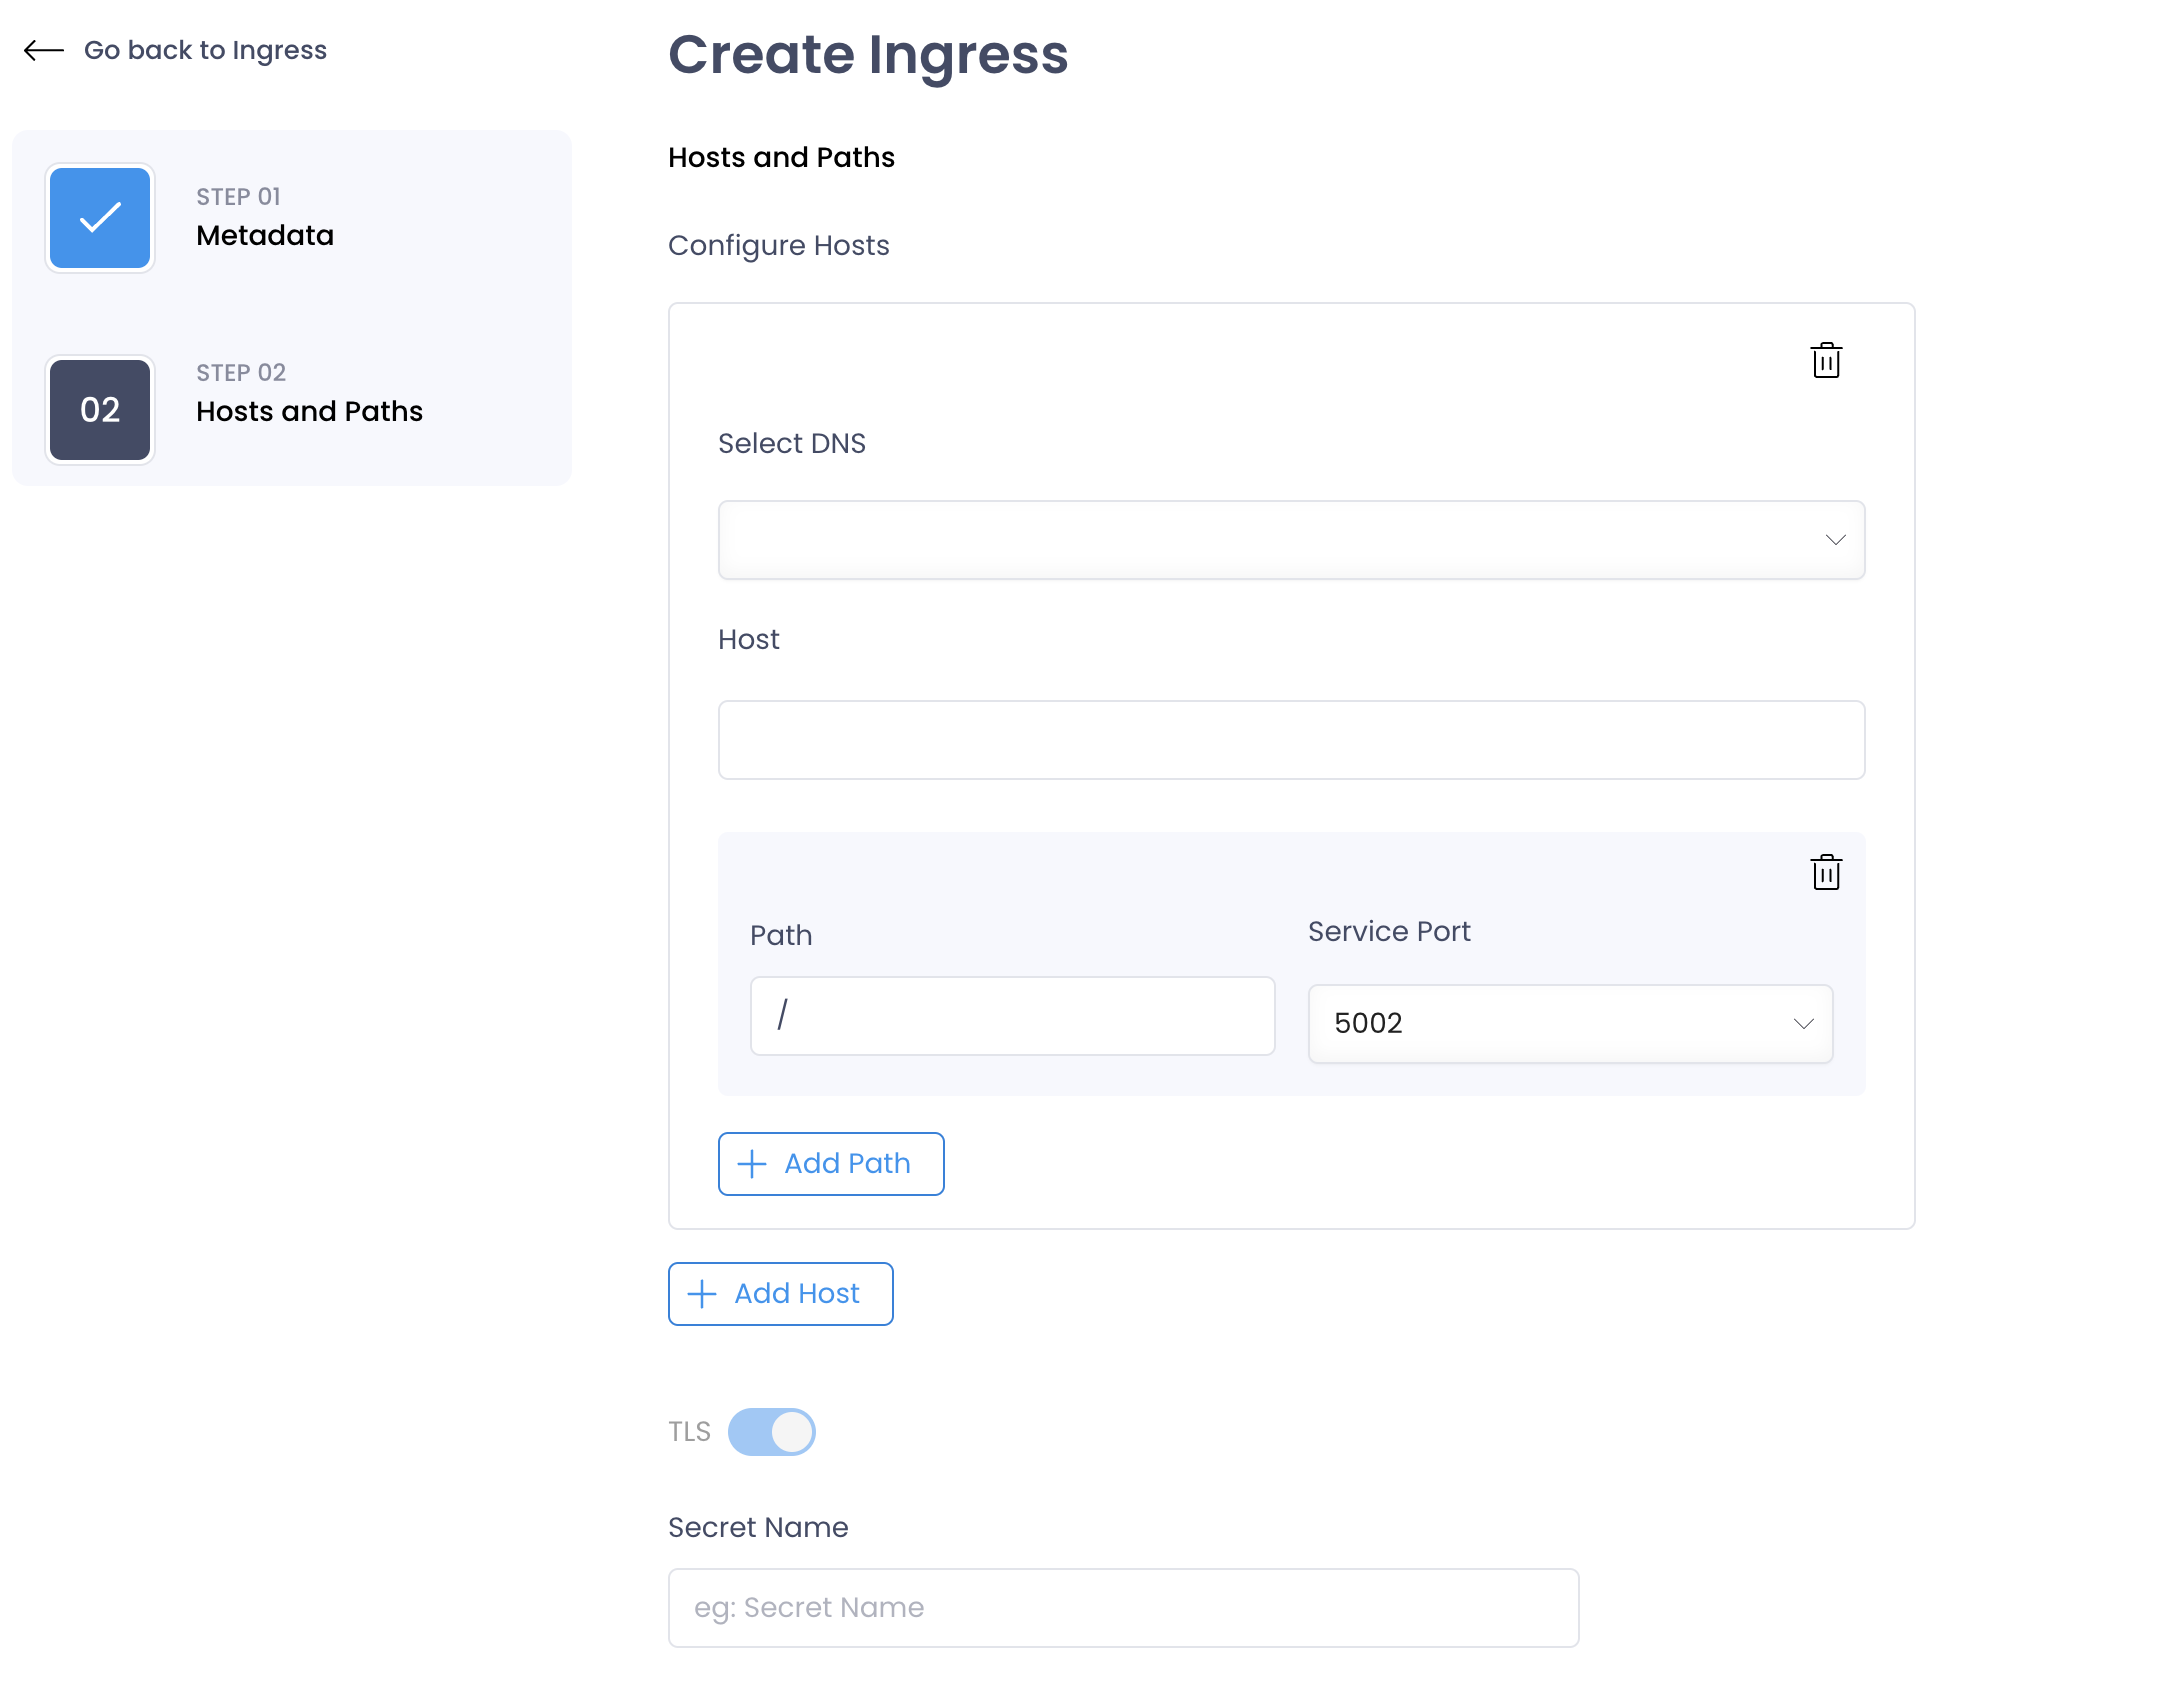 Go back to Ingress
STEP 01
Metadata
02
STEP 02
Hosts and Paths
Create Ingress
Hosts and Paths
Configure Hosts
Select DNS
Host
Path
Service Port
/
5002
Add Path
Add Host
TLS
Secret Name
eg: Secret Name